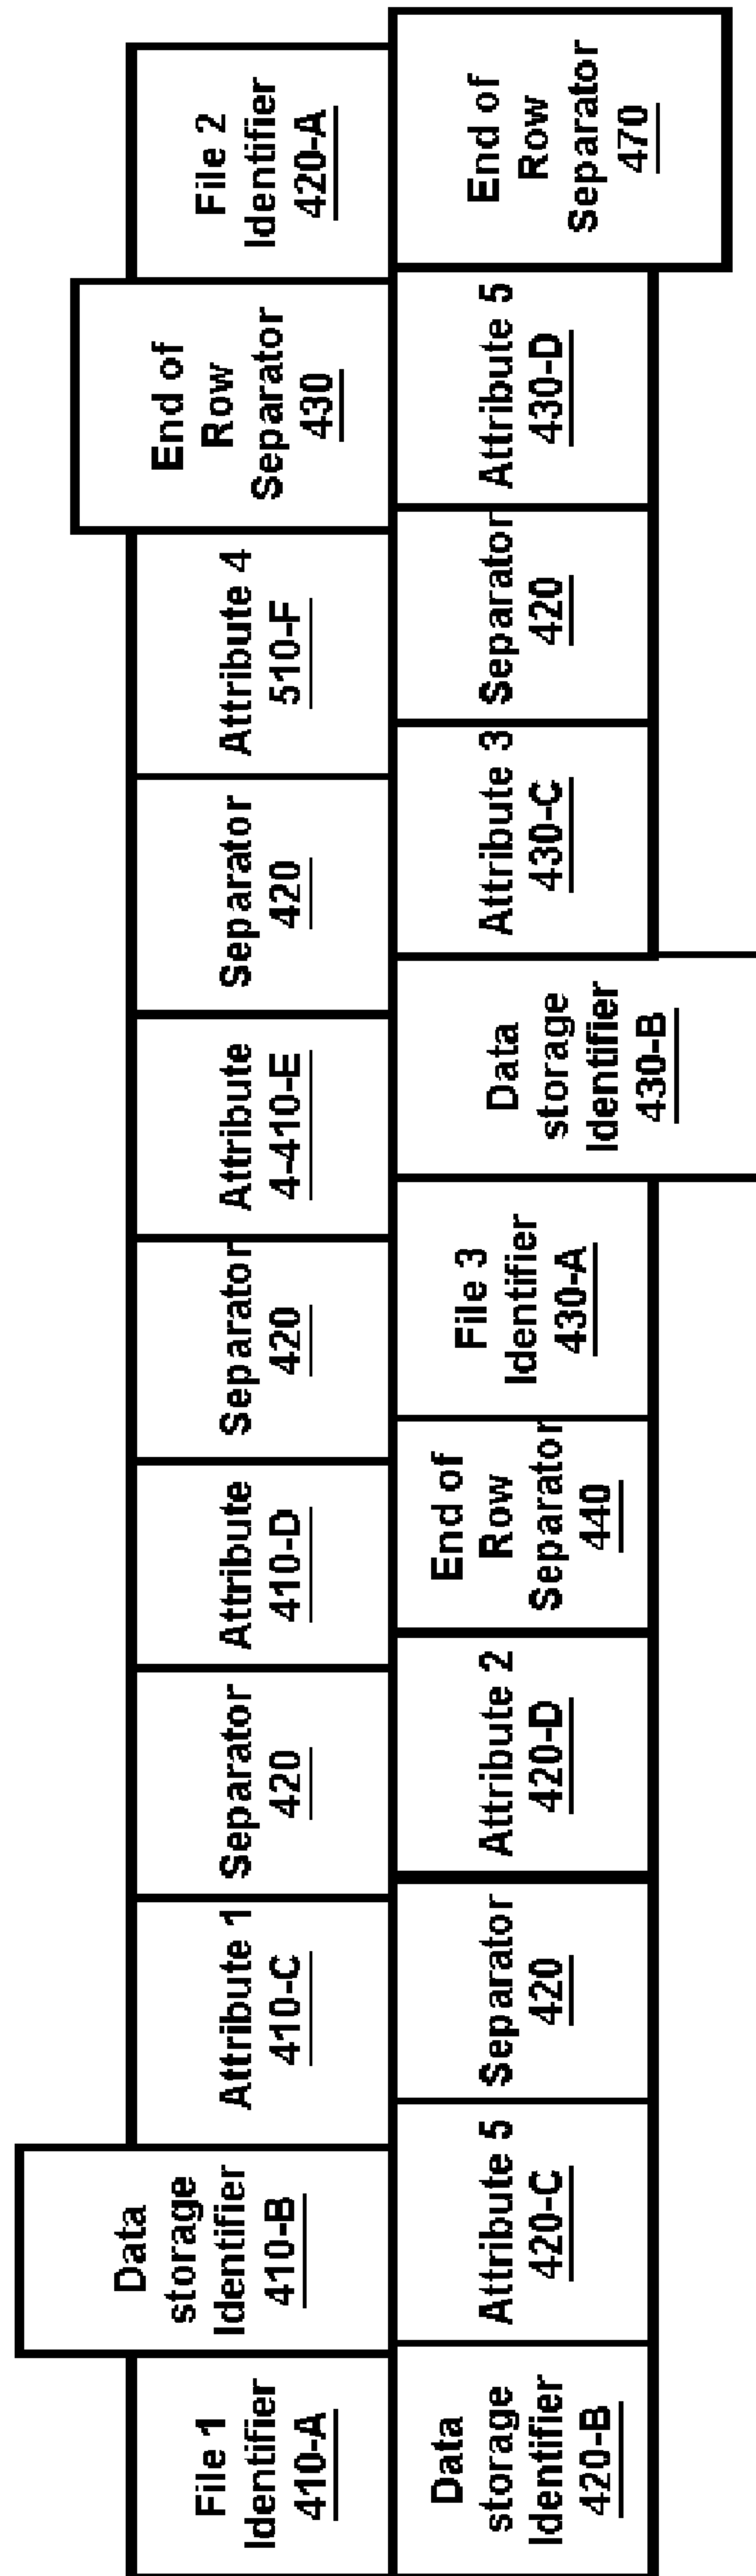 File 1
Identifier
410-A
Data
storage
Identifier
410-B
Attribute 1
410-C
Separator
420
Attribute
410-D
Separator
420
Attribute
4-410-E
Separator
420
Attribute 4
510-F
End of
Row
Separator
430
File 2
Identifier
420-A
Data
storage
Identifier
420-B
Attribute 5
420-C
Separator
420
Attribute 2
420-D
End of
Row
Separator
440
File 3
Identifier
430-A
Data
storage
Identifier
430-B
Attribute 3
430-C
Separator
420
Attribute 5
430-D
End of
Row
Separator
470